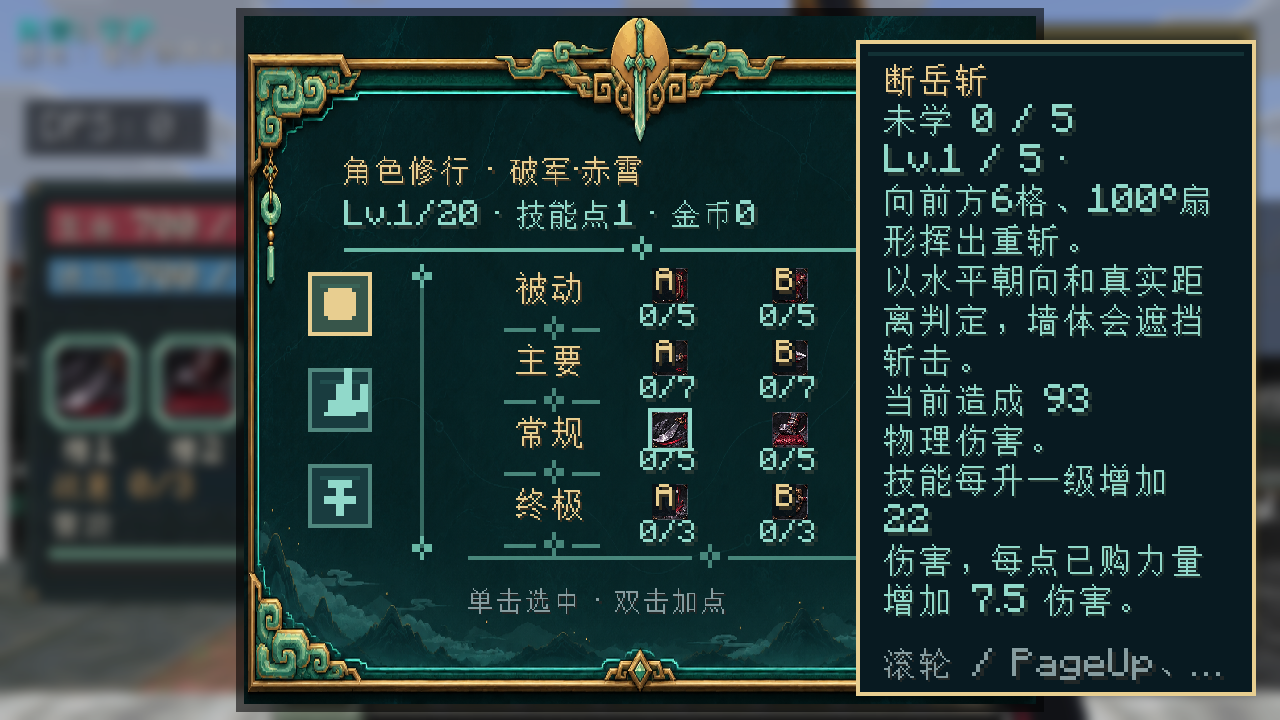 角色修行 · 破军·赤霄
Lv.1/20 · 技能点1 · 金币0
被动
A
0/5
B
0/5
主要
A
0/7
B
0/7
常规
0/5
0/5
终极
A
0/3
B
0/3
单击选中 · 双击加点
断岳斩
未学 0 / 5
Lv.1 / 5 ·
向前方6格、100°扇
形挥出重斩。
以水平朝向和真实距
离判定，墙体会遮挡
斩击。
当前造成 93
物理伤害。
技能每升一级增加
22
伤害，每点已购力量
增加 7.5 伤害。
滚轮 / PageUp、...